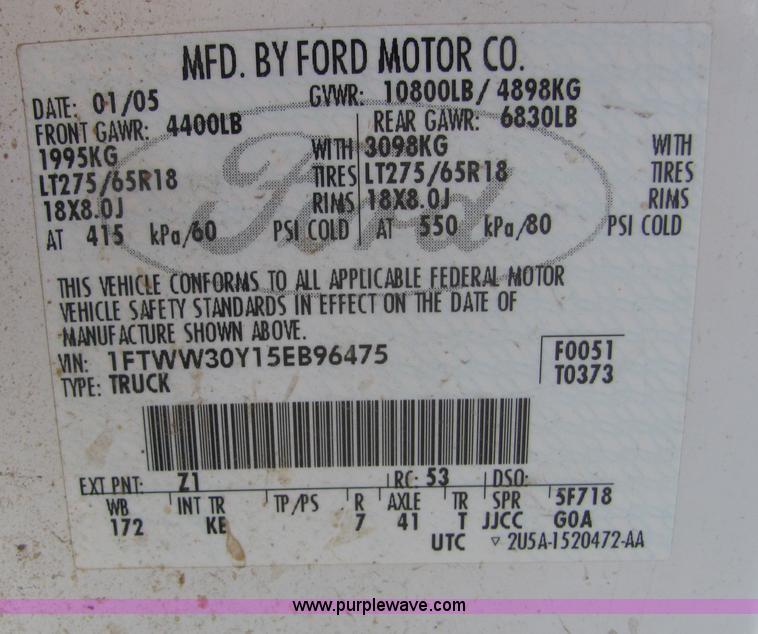 MFD. BY FORD MOTOR CO.
DATE: 01/05 GVWR: 10800LB/ 4898KG
FRONT GAWR: 4400LB REAR GAWR: 6830LB
1995KG WITH 3098KG WITH
LT275/65R18 TIRES LT275/65R18 TIRES
18X8.0J RIMS 18X8.0J RIMS
AT 415 kPa/60 PSI COLD AT 550 kPa/80 PSI COLD
Ford
THIS VEHICLE CONFORMS TO ALL APPLICABLE FEDERAL MOTOR
VEHICLE SAFETY STANDARDS IN EFFECT ON THE DATE OF
MANUFACTURE SHOWN ABOVE.
VIN: 1FTWW30Y15EB96475 F0051
TYPE: TRUCK T0373
EXT PNT: Z1 RC: 53 DSO:
WB INT TR TP/PS R AXLE TR SPR 5F718
172 KE 7 41 T JJCC GOA
UTC ▽ 2U5A-1520472-AA
www.purplewave.com